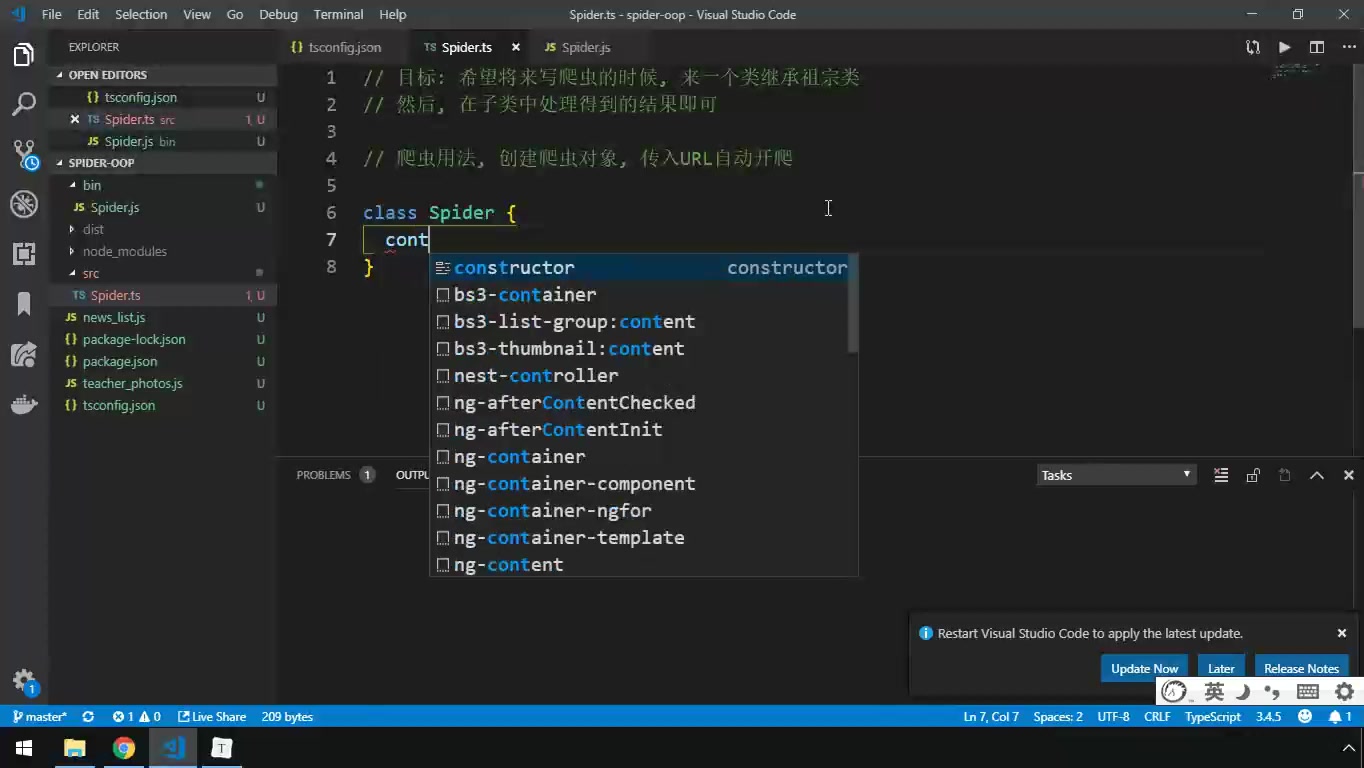 File Edit Selection View Go Debug Terminal Help
Spider.ts - spider-oop - Visual Studio Code
EXPLORER
{} tsconfig.json
TS Spider.ts
JS Spider.js
OPEN EDITORS
{} tsconfig.json U
TS Spider.ts src 1, U
JS Spider.js bin U
SPIDER-OOP
bin
JS Spider.js U
dist
node_modules
src
TS Spider.ts 1, U
JS news_list.js U
{} package-lock.json U
{} package.json U
JS teacher_photos.js U
{} tsconfig.json U
1 // 目标: 希望将来写爬虫的时候, 来一个类继承祖宗类
2 // 然后, 在子类中处理得到的结果即可
3
4 // 爬虫用法, 创建爬虫对象, 传入URL自动开爬
5
6 class Spider {
7 cont
8 }
constructor constructor
bs3-container
bs3-list-group:content
bs3-thumbnail:content
nest-controller
ng-afterContentChecked
ng-afterContentInit
ng-container
ng-container-component
ng-container-ngfor
ng-container-template
ng-content
PROBLEMS 1 OUTPU
Tasks
Restart Visual Studio Code to apply the latest update.
Update Now Later Release Notes
英
1
master* 1 0 Live Share 209 bytes
Ln 7, Col 7 Spaces: 2 UTF-8 CRLF TypeScript 3.4.5 1
T